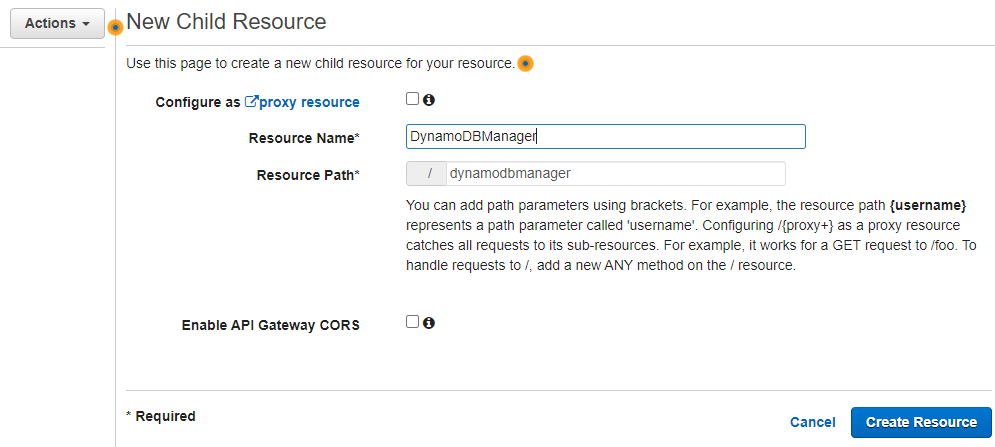 Actions
New Child Resource
Use this page to create a new child resource for your resource.
Configure as proxy resource
Resource Name*
DynamoDBManager
Resource Path*
/ dynamodbmanager
You can add path parameters using brackets. For example, the resource path {username}
represents a path parameter called 'username'. Configuring /{proxy+} as a proxy resource
catches all requests to its sub-resources. For example, it works for a GET request to /foo. To
handle requests to /, add a new ANY method on the / resource.
Enable API Gateway CORS
* Required
Cancel
Create Resource